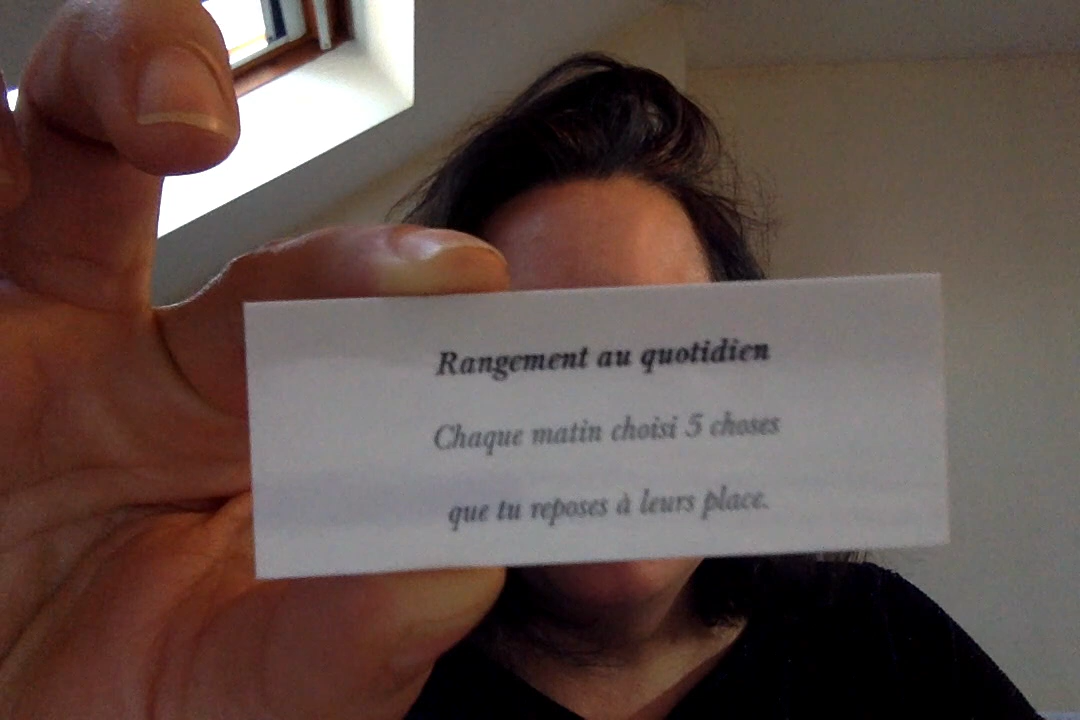 Rangement au quotidien
Chaque matin choisi 5 choses
que tu reposes à leurs place.